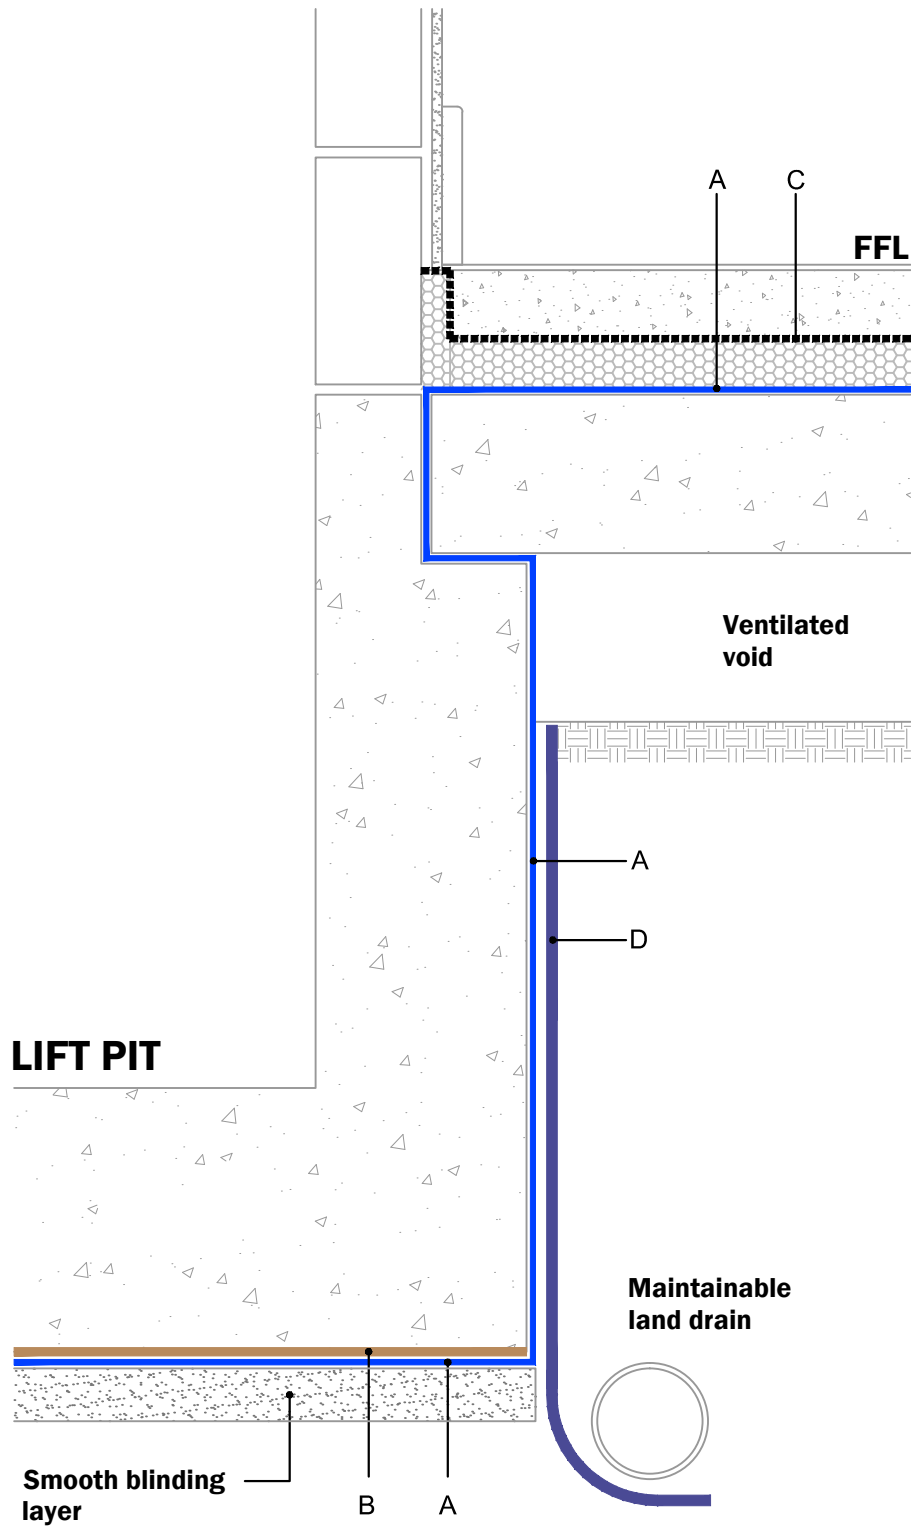 A C
FFL
Ventilated
void
A
D
LIFT PIT
Maintainable
land drain
Smooth blinding
layer
B A